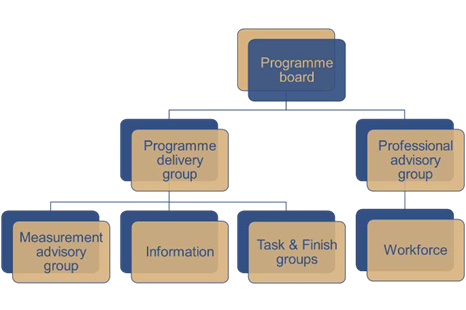 Programme
board
Programme
delivery
group
Professional
advisory
group
Measurement
advisory
group
Information
Task & Finish
groups
Workforce